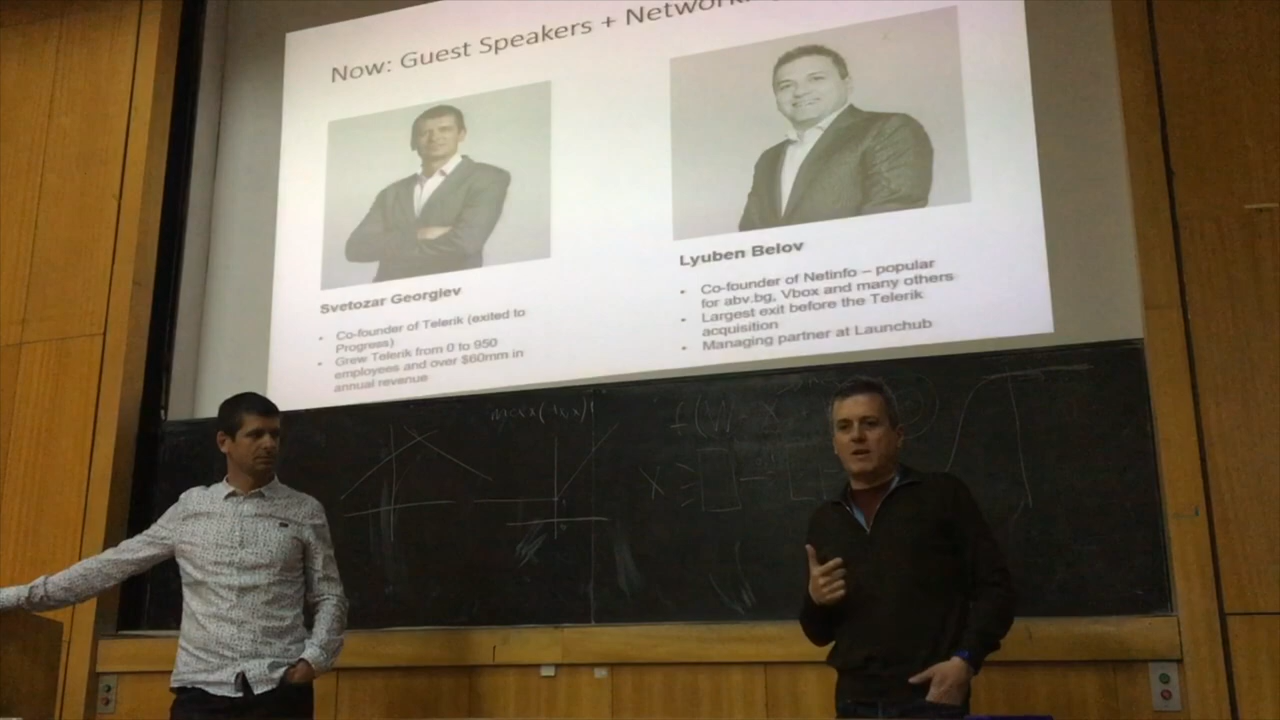 Now: Guest Speakers +
Svetozar Georgiev
• Co-founder of Telerik (exited to
Progress)
• Grew Telerik from 0 to 950
employees and over $60mm in
annual revenue
Lyuben Belov
• Co-founder of Netinfo – popular
for abv.bg, Vbox and many others
• Largest exit before the Telerik
acquisition
• Managing partner at Launchub
X